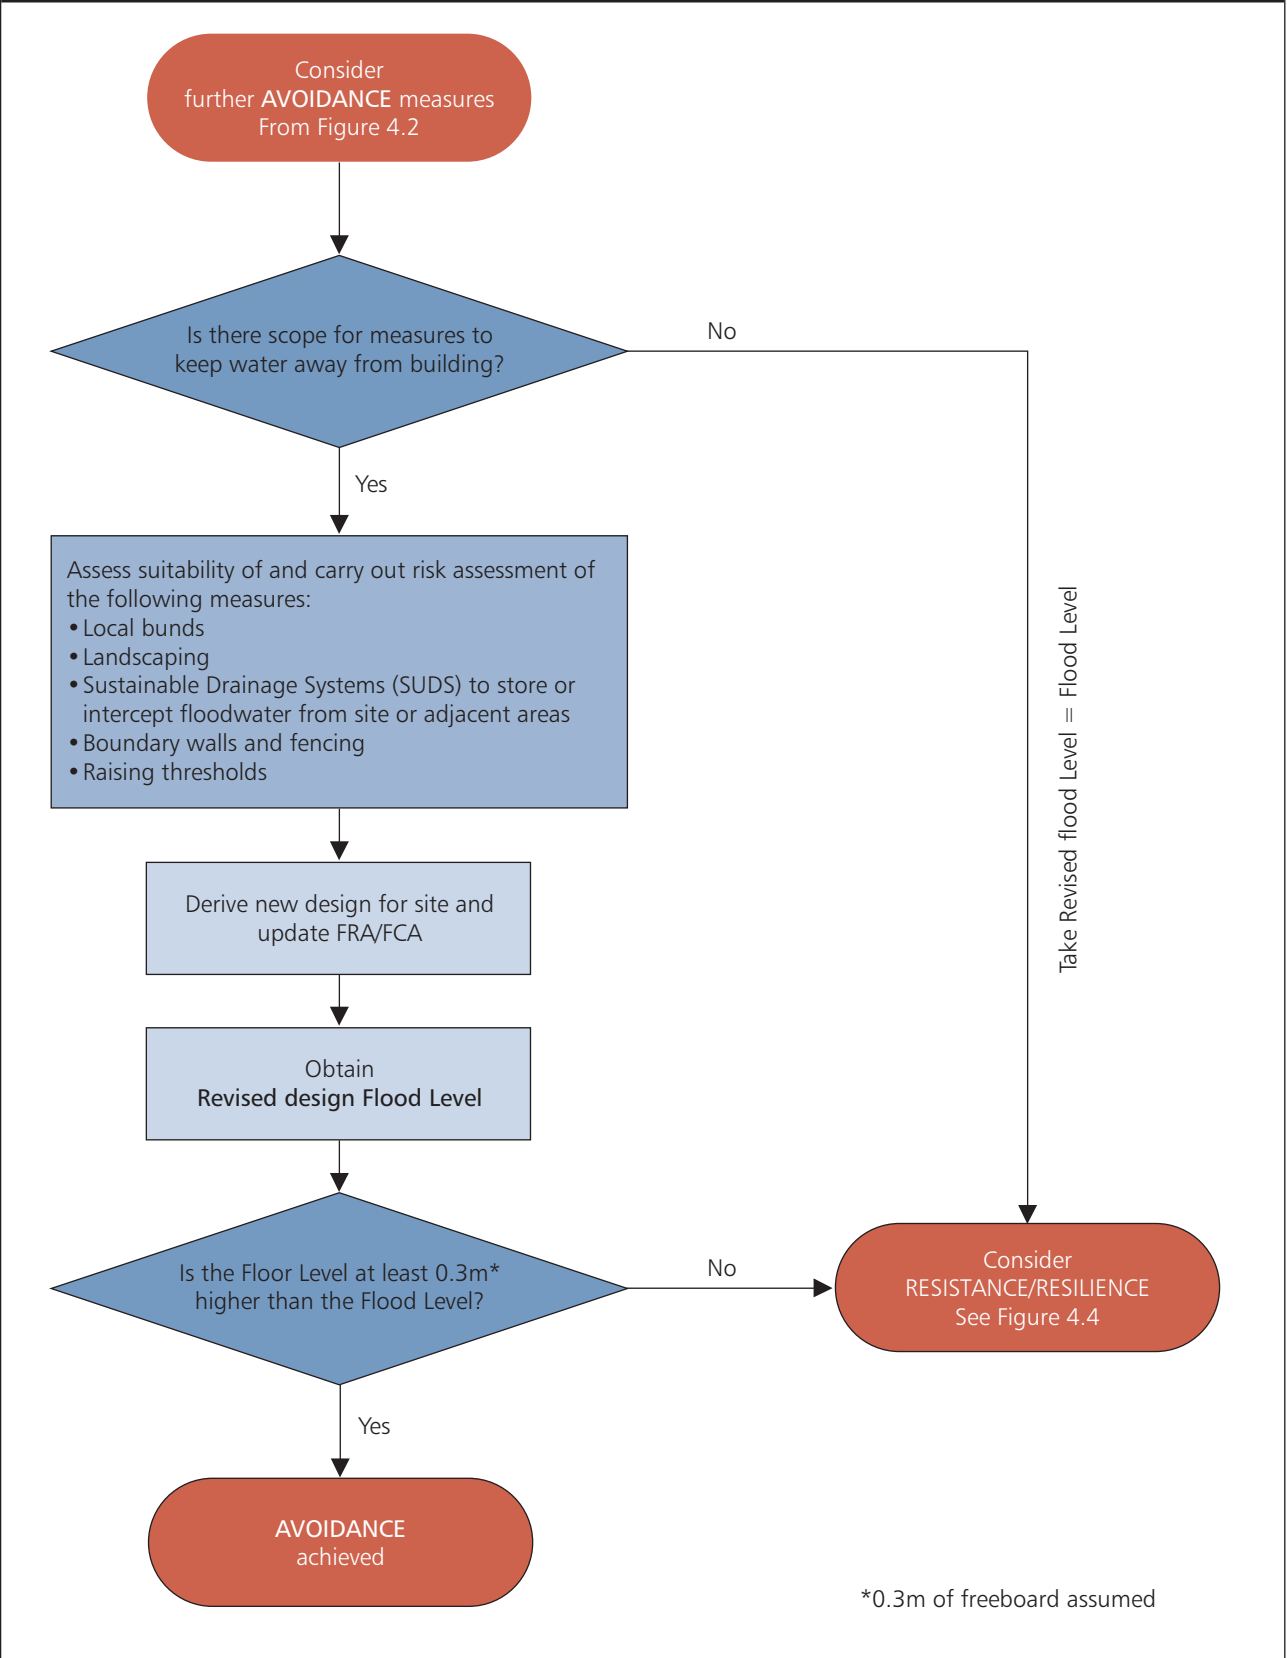 Consider
further AVOIDANCE measures
From Figure 4.2
Is there scope for measures to
keep water away from building?
No
Yes
Assess suitability of and carry out risk assessment of
the following measures:
• Local bunds
• Landscaping
• Sustainable Drainage Systems (SUDS) to store or
intercept floodwater from site or adjacent areas
• Boundary walls and fencing
• Raising thresholds
Take Revised flood Level = Flood Level
Derive new design for site and
update FRA/FCA
Obtain
Revised design Flood Level
Is the Floor Level at least 0.3m*
higher than the Flood Level?
No
Consider
RESISTANCE/RESILIENCE
See Figure 4.4
Yes
AVOIDANCE
achieved
*0.3m of freeboard assumed